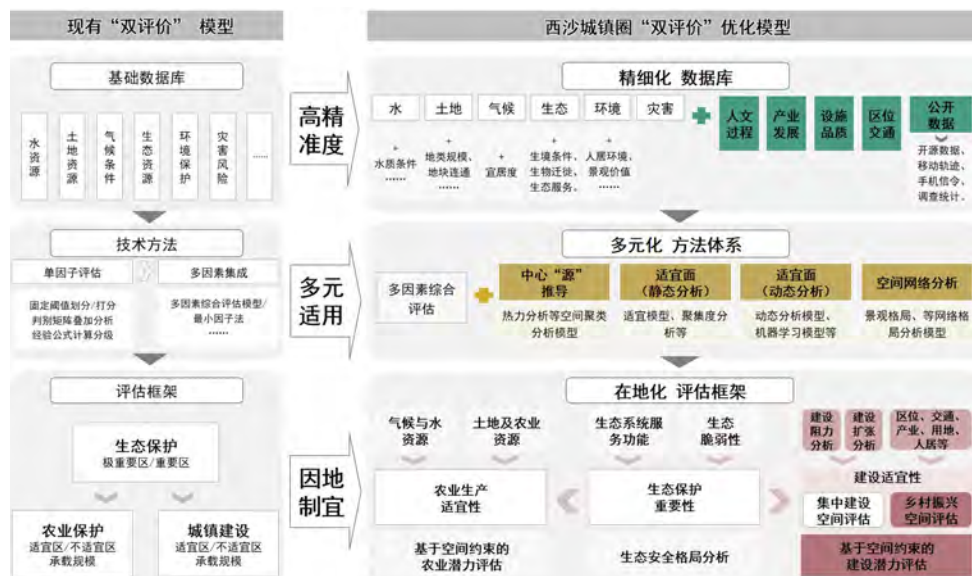 现有“双评价” 模型
西沙城镇圈“双评价”优化模型
基础数据库
水资源
土地资源
气候条件
生态资源
环境保护
灾害风险
......
技术方法
单因子评估
多因素集成
固定阈值划分/打分
判别矩阵叠加分析
经验公式计算分级
多因素综合评估模型/
最小因子法
......
评估框架
生态保护
极重要区/重要区
农业保护
适宜区/不适宜区
承载规模
城镇建设
适宜区/不适宜区
承载规模
高精
准度
多元
适用
因地
制宜
精细化 数据库
水
土地
气候
生态
环境
灾害
+
水质条件
......
+
地类规模、
地块连通
......
+
宜居度
+
生境条件、
生物迁徙、
生态服务、
+
人居环境、
景观价值
......
人文
过程
产业
发展
设施
品质
区位
交通
公开
数据
开源数据、
移动轨迹、
手机信令、
调查统计、
多元化 方法体系
多因素综合
评估
中心“源”
推导
适宜面
（静态分析）
适宜面
（动态分析）
空间网络分析
热力分析等空间聚类
分析模型
适宜模型、聚集度分
析等
动态分析模型、
机器学习模型等
景观格局、等网络格
局分析模型
在地化 评估框架
气候与水
资源
土地及农业
资源
生态系统服
务功能
生态
脆弱性
建设
阻力
分析
建设
扩张
分析
区位、交通、
产业、用地、
人居等
农业生产
适宜性
生态保护
重要性
建设适宜性
集中建设
空间评估
乡村振兴
空间评估
基于空间约束的
农业潜力评估
生态安全格局分析
基于空间约束的
建设潜力评估